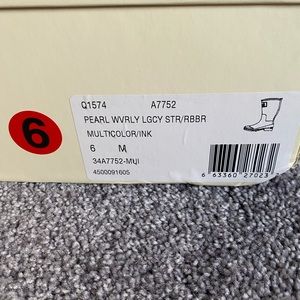 Q1574 A7752
PEARL WVRLY LGCY STR/RBBR
MULTICOLOR/INK
6 M
34A7752-MUI
4500091605
6 63360 27023
6